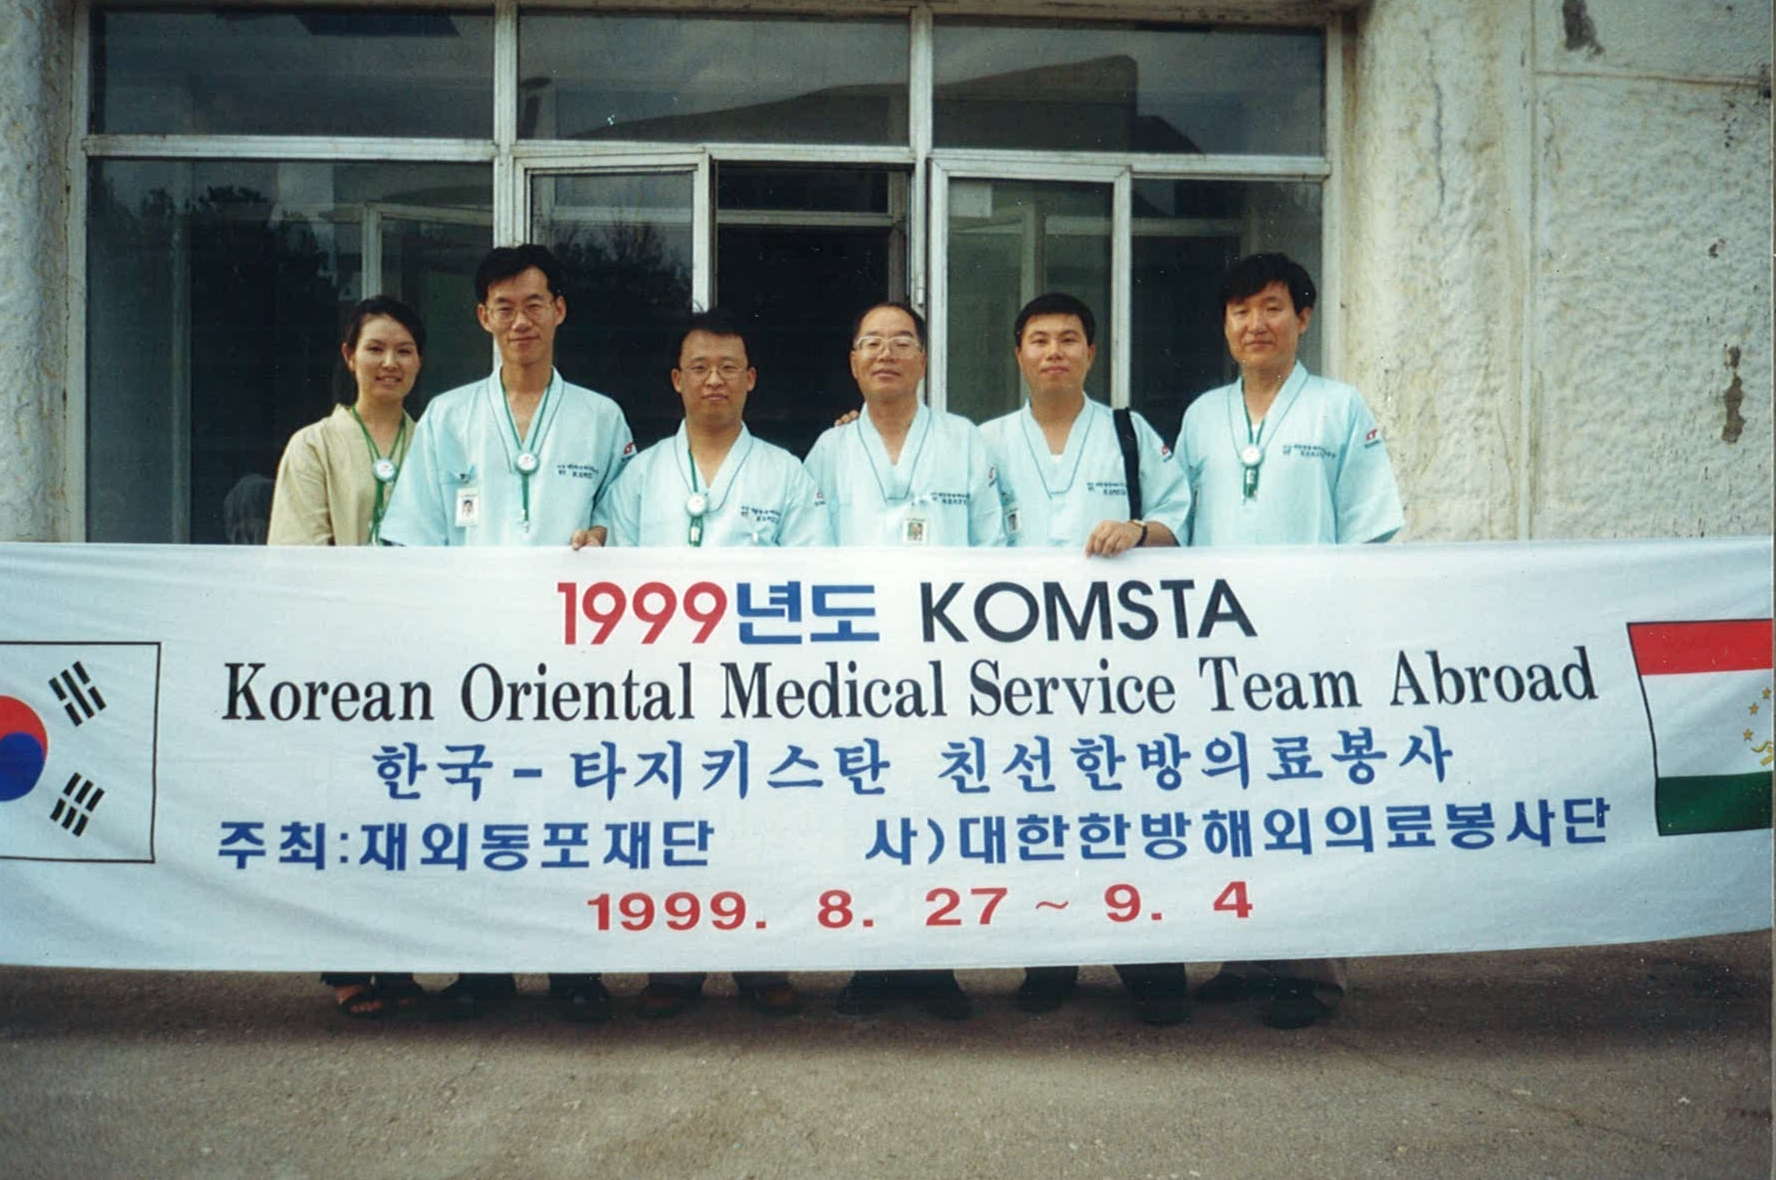 1999년도 KOMSTA
Korean Oriental Medical Service Team Abroad
한국-타지키스탄 친선한방의료봉사
주최:재외동포재단 사)대한한방해외의료봉사단
1999. 8. 27 ~ 9. 4